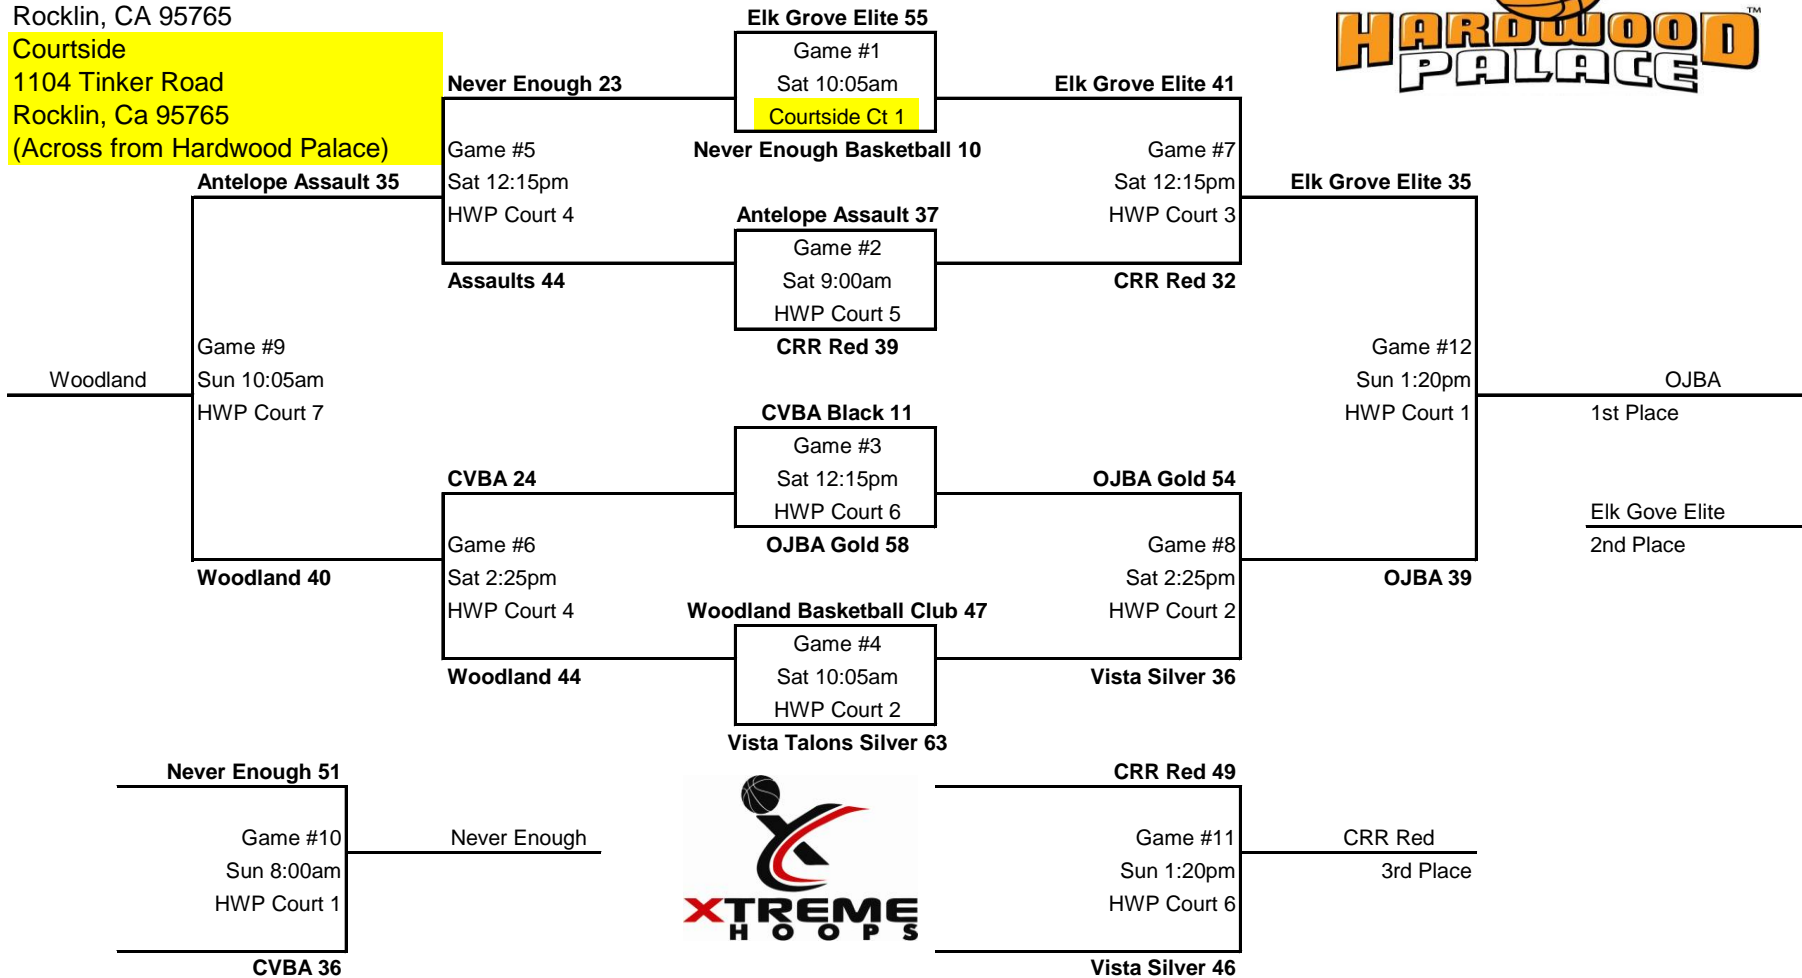 Rocklin, CA 95765
Courtside
1104 Tinker Road
Rocklin, Ca 95765
(Across from Hardwood Palace)
HARDWOOD
PALACE
TM
Elk Grove Elite 55
Game #1
Sat 10:05am
Courtside Ct 1
Never Enough Basketball 10
Never Enough 23
Game #5
Sat 12:15pm
HWP Court 4
Assaults 44
Elk Grove Elite 41
Game #7
Sat 12:15pm
HWP Court 3
CRR Red 32
Antelope Assault 37
Game #2
Sat 9:00am
HWP Court 5
CRR Red 39
Antelope Assault 35
Game #9
Sun 10:05am
HWP Court 7
Woodland 40
Woodland
Elk Grove Elite 35
Game #12
Sun 1:20pm
HWP Court 1
OJBA 39
OJBA
1st Place
Elk Gove Elite
2nd Place
CVBA Black 11
Game #3
Sat 12:15pm
HWP Court 6
OJBA Gold 58
CVBA 24
Game #6
Sat 2:25pm
HWP Court 4
Woodland 44
OJBA Gold 54
Game #8
Sat 2:25pm
HWP Court 2
Vista Silver 36
Woodland Basketball Club 47
Game #4
Sat 10:05am
HWP Court 2
Vista Talons Silver 63
Never Enough 51
Game #10
Sun 8:00am
HWP Court 1
CVBA 36
Never Enough
XTREME
HOOPS
CRR Red 49
Game #11
Sun 1:20pm
HWP Court 6
Vista Silver 46
CRR Red
3rd Place